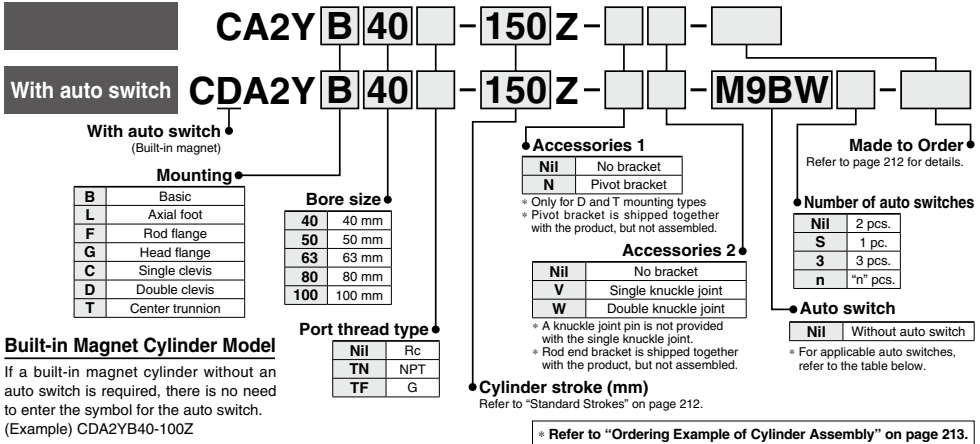 CA2Y B 40 - 150 Z - -
With auto switch CDA2Y B 40 - 150 Z - - M9BW -
With auto switch
(Built-in magnet)
Mounting
B Basic
L Axial foot
F Rod flange
G Head flange
C Single clevis
D Double clevis
T Center trunnion
Built-in Magnet Cylinder Model
If a built-in magnet cylinder without an
auto switch is required, there is no need
to enter the symbol for the auto switch.
(Example) CDA2YB40-100Z
Bore size
40 40 mm
50 50 mm
63 63 mm
80 80 mm
100 100 mm
Port thread type
Nil Rc
TN NPT
TF G
Cylinder stroke (mm)
Refer to “Standard Strokes” on page 212.
Accessories 1
Nil No bracket
N Pivot bracket
* Only for D and T mounting types
* Pivot bracket is shipped together
with the product, but not assembled.
Accessories 2
Nil No bracket
V Single knuckle joint
W Double knuckle joint
* A knuckle joint pin is not provided
with the single knuckle joint.
* Rod end bracket is shipped together
with the product, but not assembled.
Made to Order
Refer to page 212 for details.
Number of auto switches
Nil 2 pcs.
S 1 pc.
3 3 pcs.
n “n” pcs.
Auto switch
Nil Without auto switch
* For applicable auto switches,
refer to the table below.
* Refer to “Ordering Example of Cylinder Assembly” on page 213.